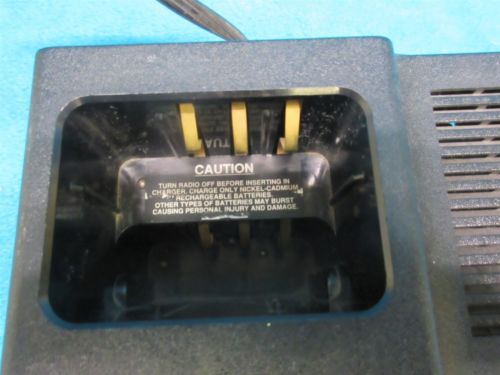 CAUTION
TURN RADIO OFF BEFORE INSERTING IN
CHARGER. CHARGE ONLY NICKEL-CADMIUM
RECHARGEABLE BATTERIES.
OTHER TYPES OF BATTERIES MAY BURST
CAUSING PERSONAL INJURY AND DAMAGE.